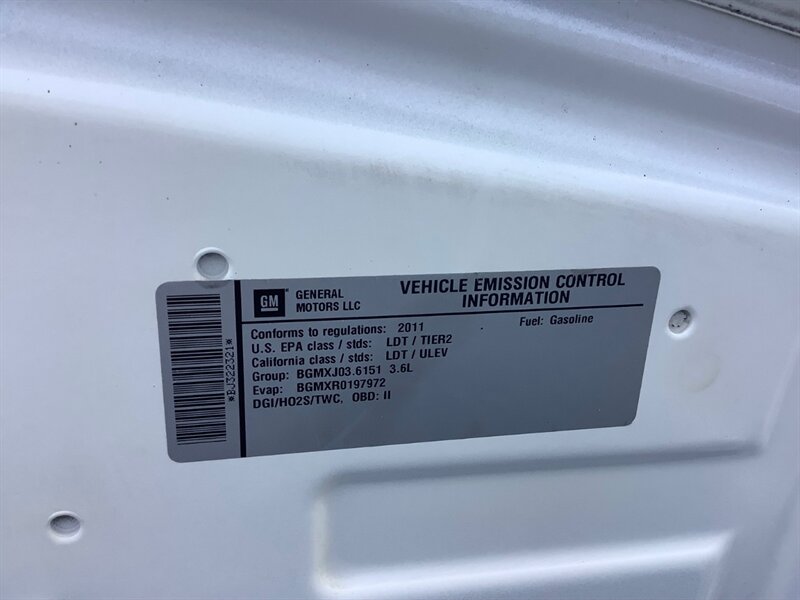 GM GENERAL MOTORS LLC
VEHICLE EMISSION CONTROL
INFORMATION
Conforms to regulations: 2011
Fuel: Gasoline
U.S. EPA class / stds: LDT / TIER2
California class / stds: LDT / ULEV
Group: BGMXJ03.6151 3.6L
Evap: BGMXR0197972
DGI/HO2S/TWC, OBD: II
*BJ322321*